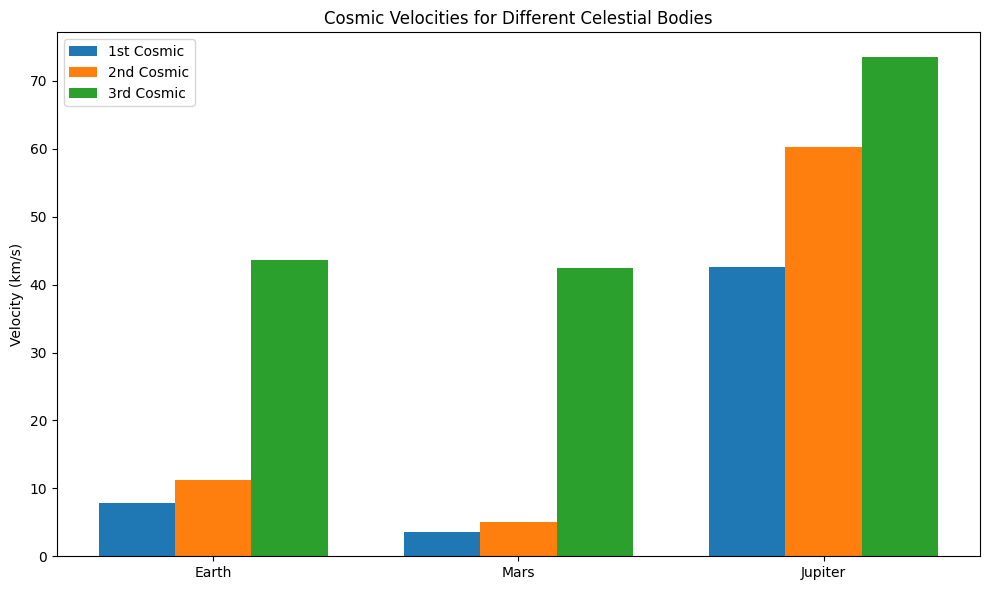 Cosmic Velocities for Different Celestial Bodies
1st Cosmic
2nd Cosmic
3rd Cosmic
Velocity (km/s)
70
60
50
40
30
20
10
0
Earth
Mars
Jupiter